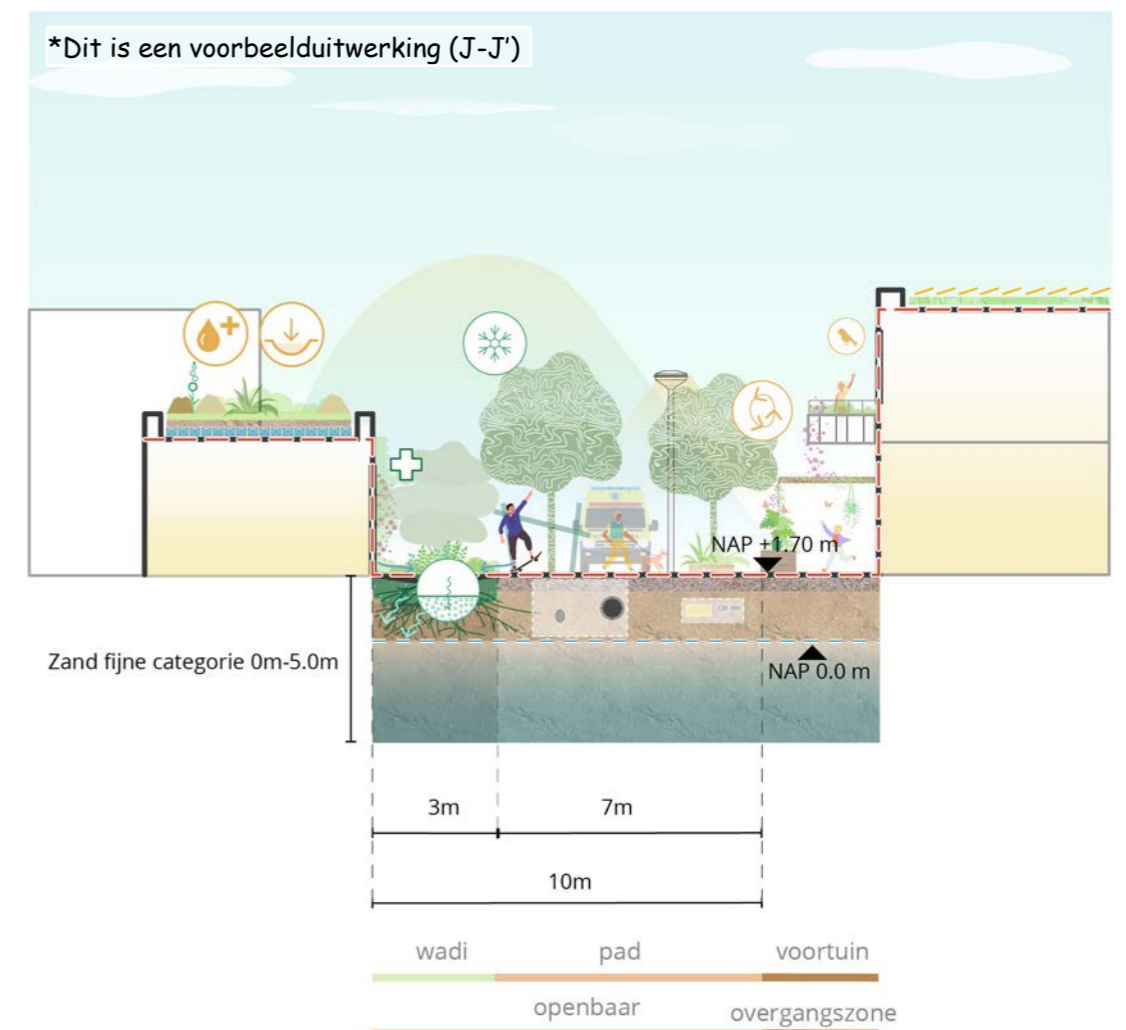 *Dit is een voorbeelduitwerking (J-J’)
NAP +1.70 m
Zand fijne categorie 0m-5.0m
NAP 0.0 m
3m
7m
10m
wadi
pad
voortuin
openbaar
overgangszone